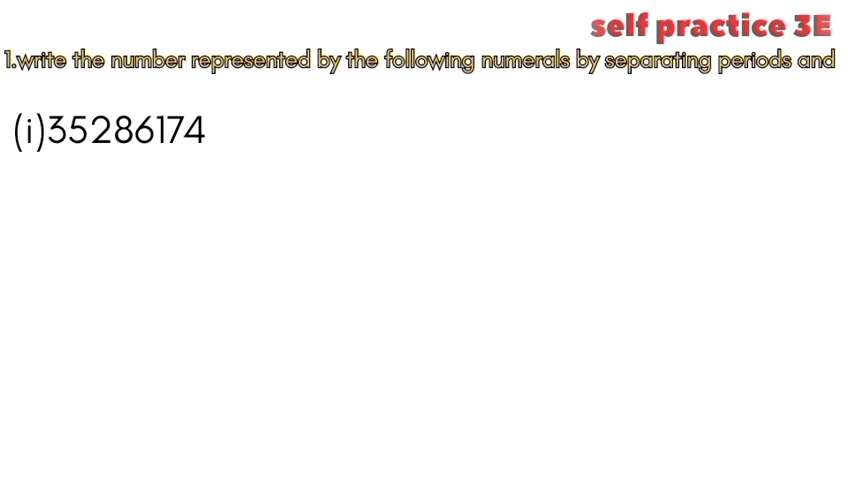 self practice 3E
1.write the number represented by the following numerals by separating periods and
(i)35286174